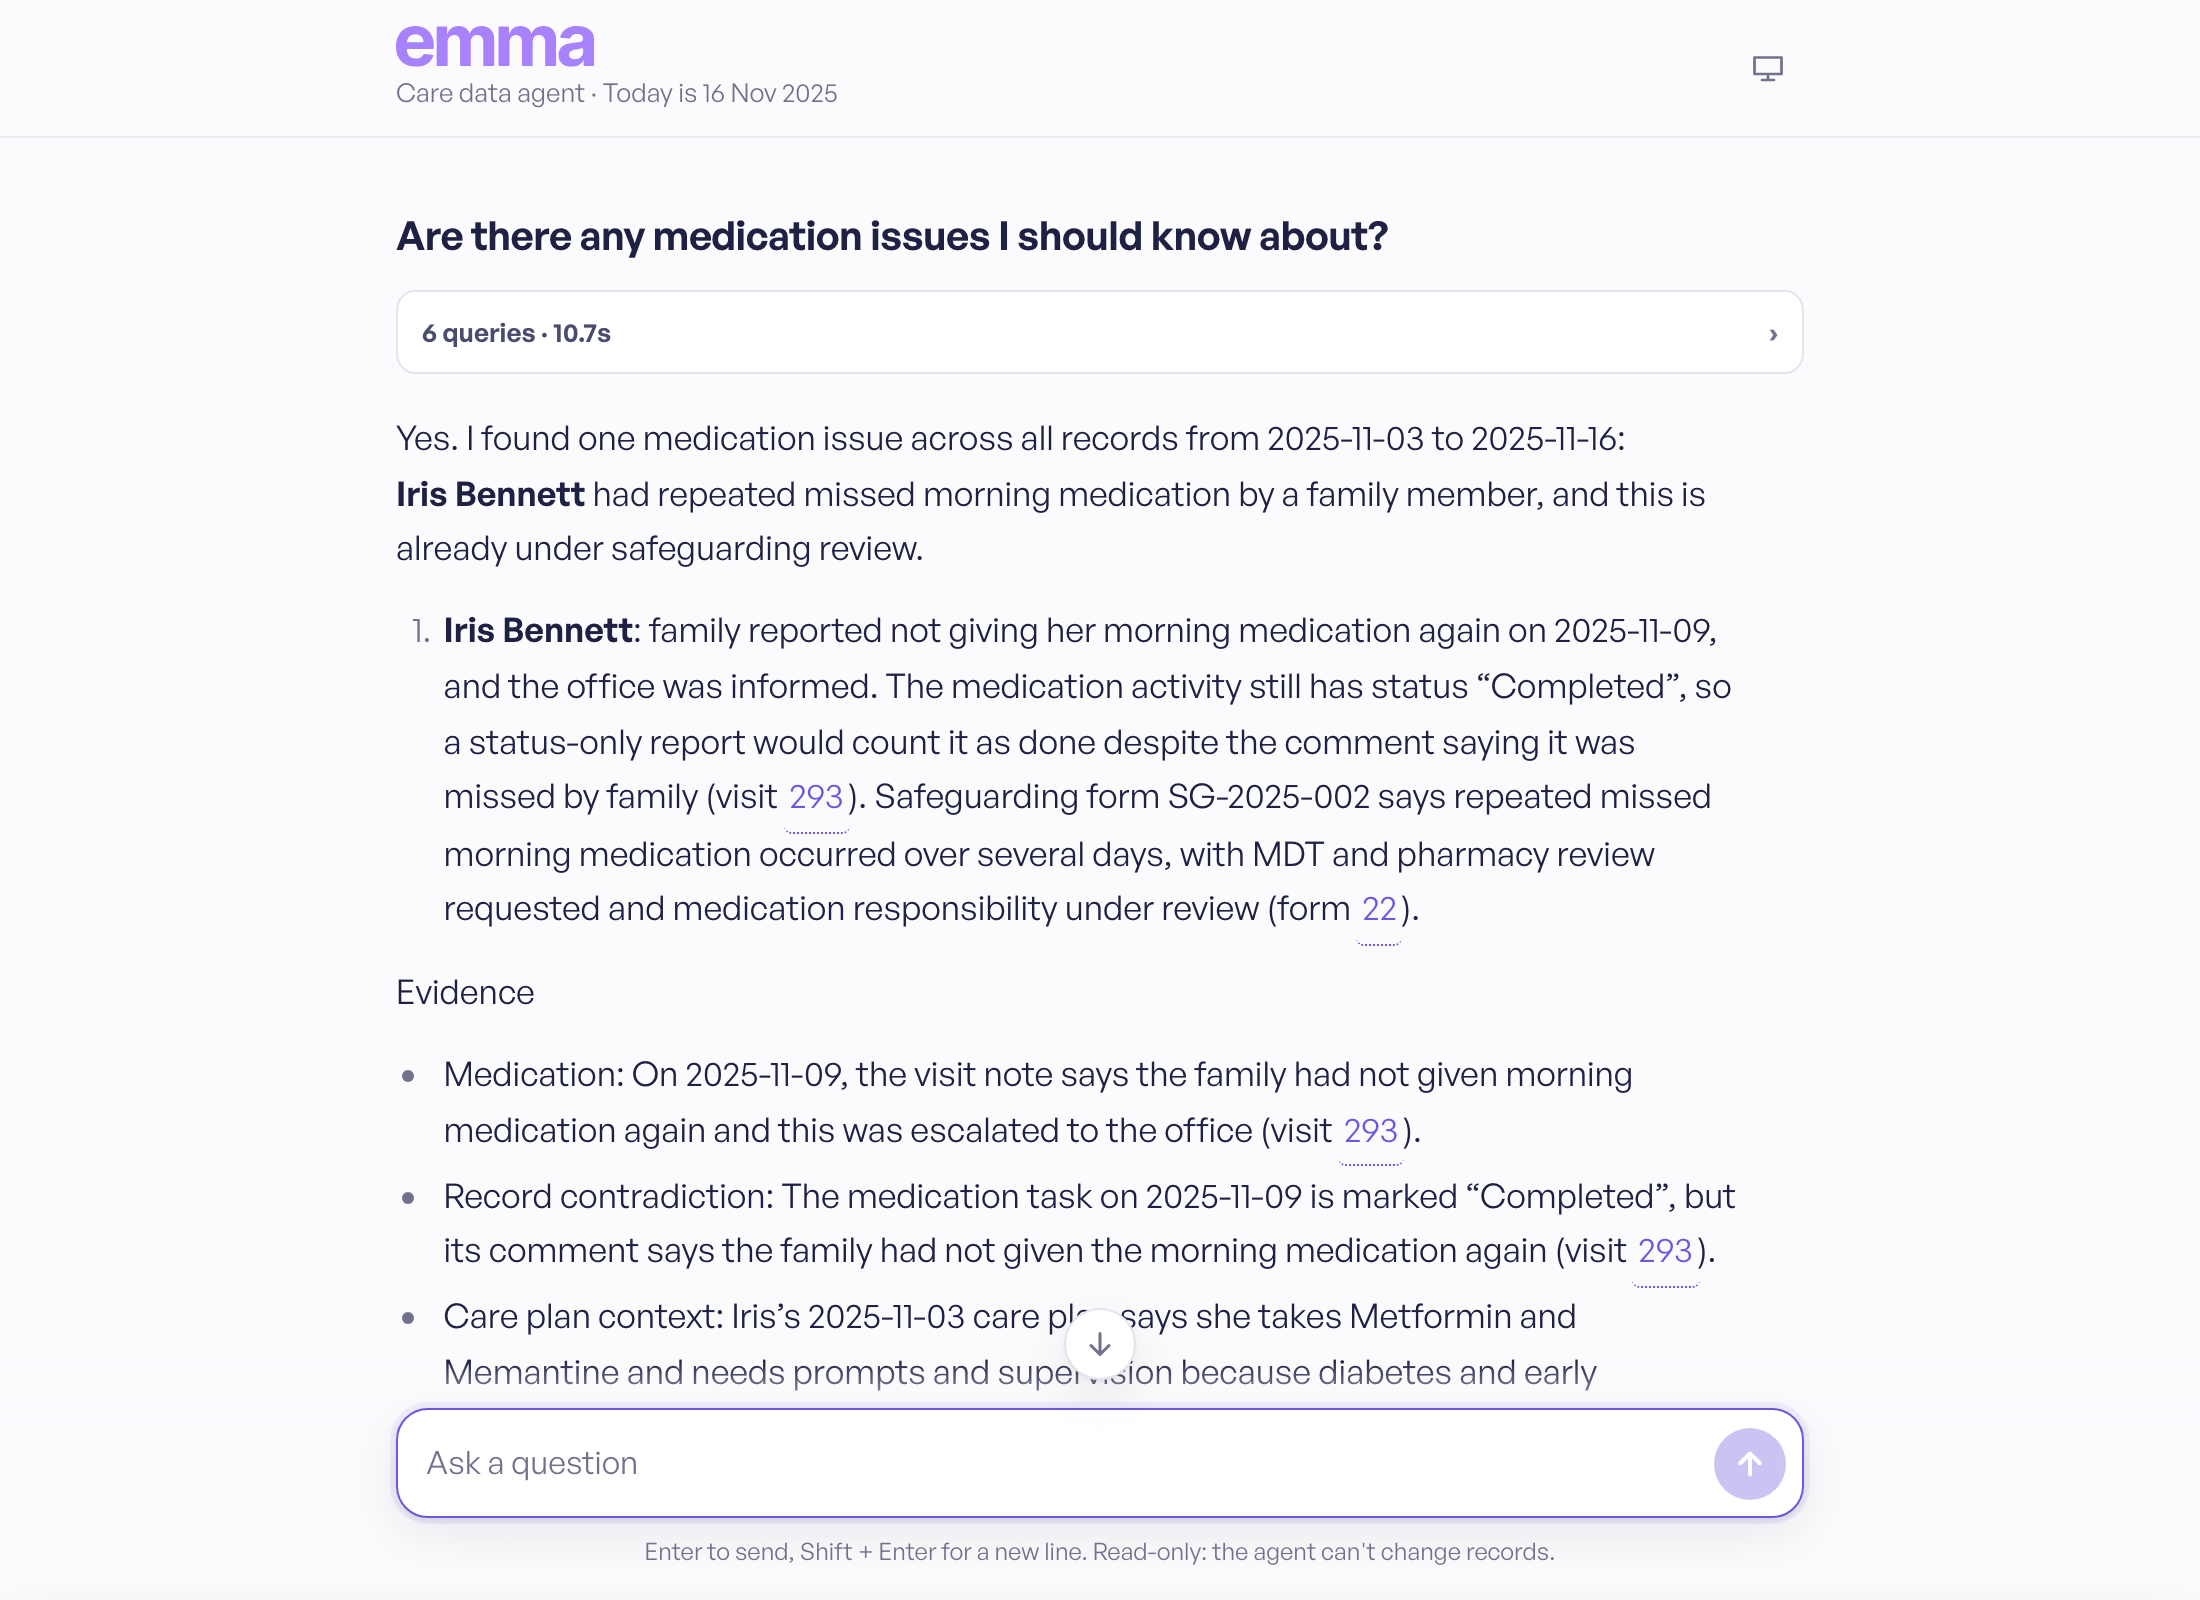 emma
Care data agent · Today is 16 Nov 2025
Are there any medication issues I should know about?
6 queries · 10.7s ›
Yes. I found one medication issue across all records from 2025-11-03 to 2025-11-16:
Iris Bennett had repeated missed morning medication by a family member, and this is
already under safeguarding review.
1. Iris Bennett: family reported not giving her morning medication again on 2025-11-09,
and the office was informed. The medication activity still has status “Completed”, so
a status-only report would count it as done despite the comment saying it was
missed by family (visit 293). Safeguarding form SG-2025-002 says repeated missed
morning medication occurred over several days, with MDT and pharmacy review
requested and medication responsibility under review (form 22).
Evidence
• Medication: On 2025-11-09, the visit note says the family had not given morning
medication again and this was escalated to the office (visit 293).
• Record contradiction: The medication task on 2025-11-09 is marked “Completed”, but
its comment says the family had not given the morning medication again (visit 293).
• Care plan context: Iris’s 2025-11-03 care plan says she takes Metformin and
Memantine and needs prompts and supervision because diabetes and early
Ask a question
Enter to send, Shift + Enter for a new line. Read-only: the agent can't change records.